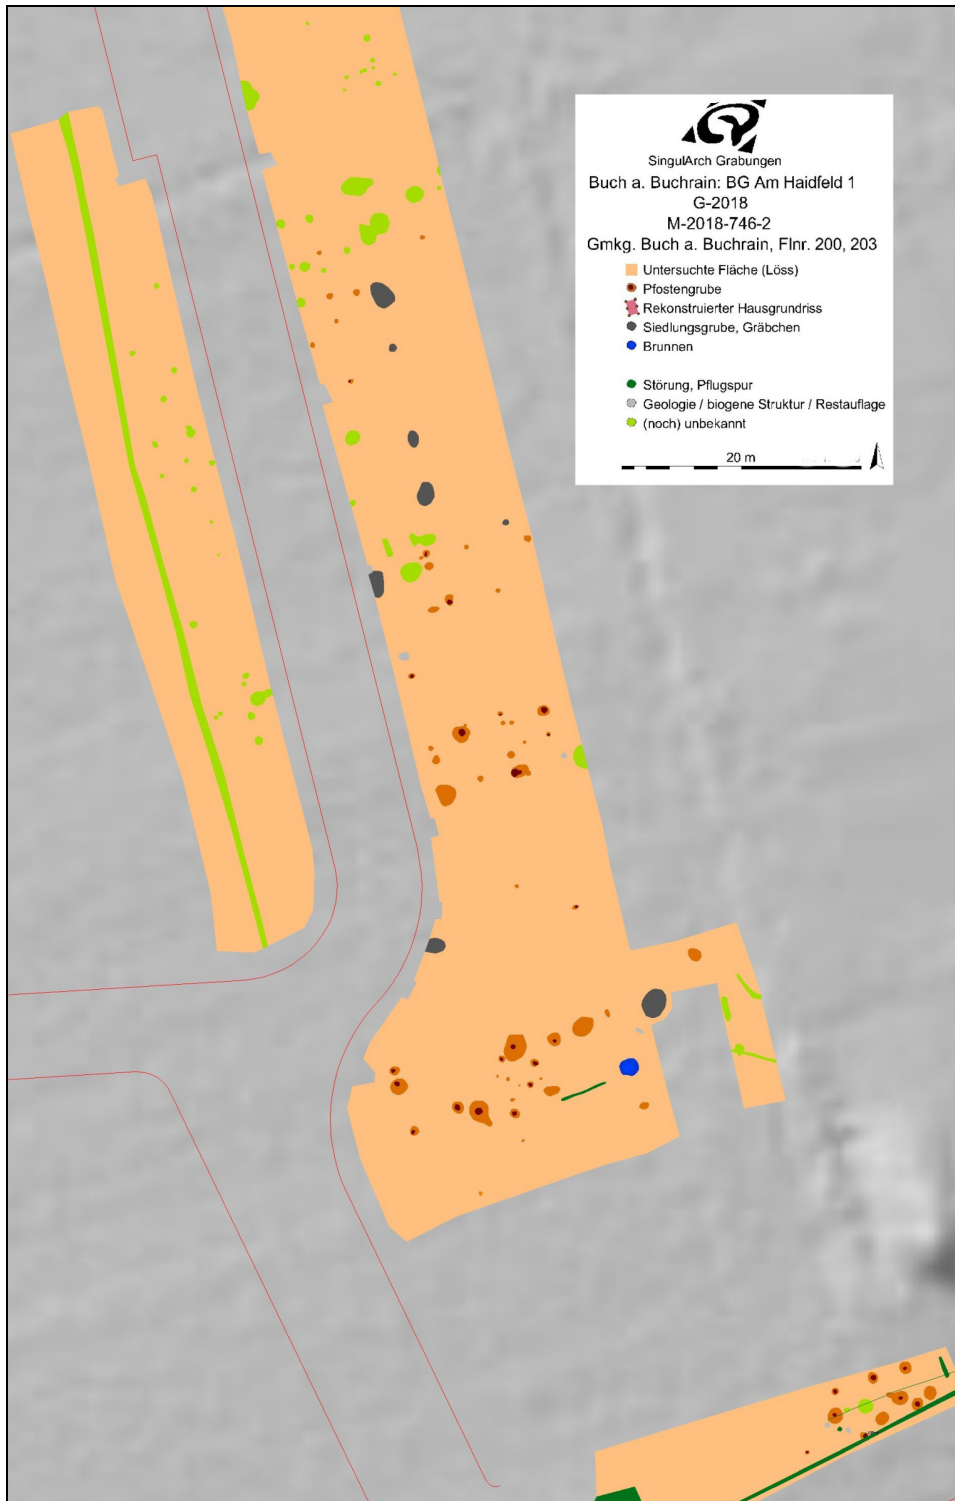 SingulArch Grabungen
Buch a. Buchrain: BG Am Haidfeld 1
G-2018
M-2018-746-2
Gmkg. Buch a. Buchrain, Flnr. 200, 203
Untersuchte Fläche (Löss)
Pfostengrube
Rekonstruierter Hausgrundriss
Siedlungsgrube, Gräbchen
Brunnen
Störung, Pflugspur
Geologie / biogene Struktur / Restauflage
(noch) unbekannt
20 m